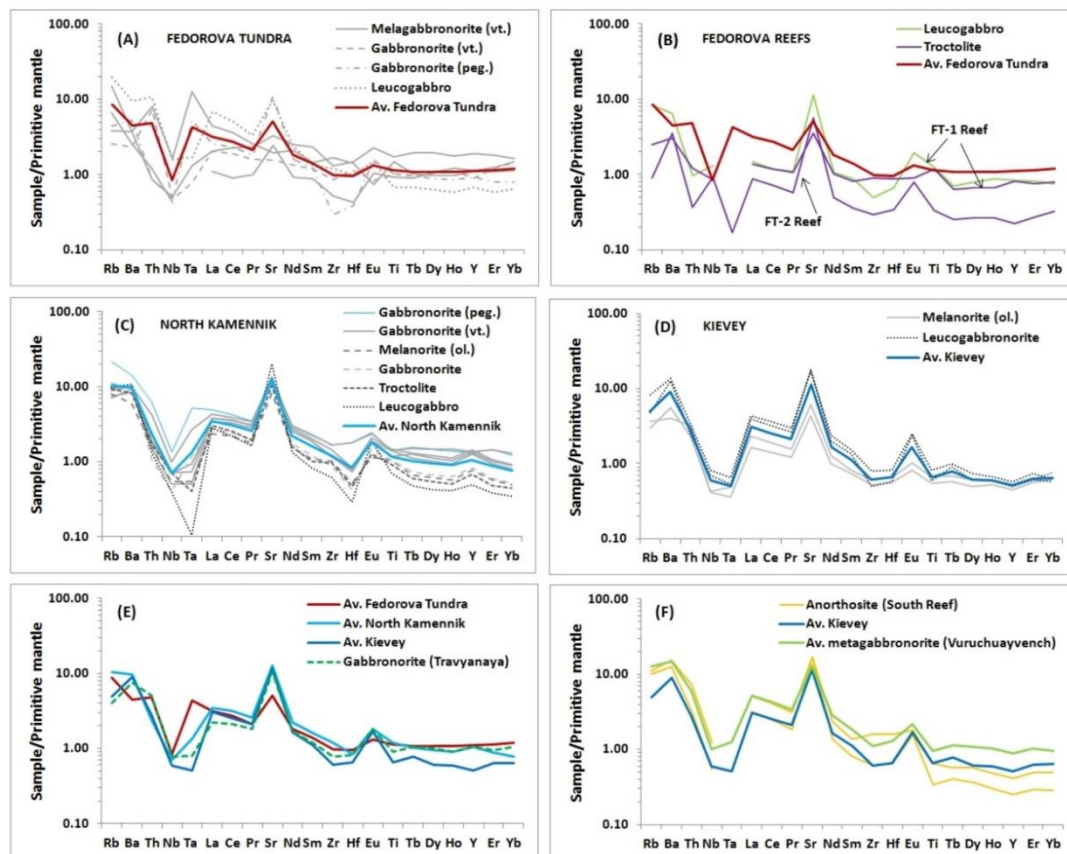 100.00
(A)
FEDOROVA TUNDRA
Melagabbronorite (vt.)
Gabbronorite (vt.)
Gabbronorite (peg.)
Leucogabbro
Av. Fedorova Tundra
10.00
1.00
0.10
Sample/Primitive mantle
Rb Ba Th Nb Ta La Ce Pr Sr Nd Sm Zr Hf Eu Ti Tb Dy Ho Y Er Yb
100.00
(B)
FEDOROVA REEFS
Leucogabbro
Troctolite
Av. Fedorova Tundra
FT-1 Reef
FT-2 Reef
10.00
1.00
0.10
Sample/Primitive mantle
Rb Ba Th Nb Ta La Ce Pr Sr Nd Sm Zr Hf Eu Ti Tb Dy Ho Y Er Yb
100.00
(C)
NORTH KAMENNIK
Gabbronorite (peg.)
Gabbronorite (vt.)
Melanorite (ol.)
Gabbronorite
Troctolite
Leucogabbro
Av. North Kamennik
10.00
1.00
0.10
Sample/Primitive mantle
Rb Ba Th Nb Ta La Ce Pr Sr Nd Sm Zr Hf Eu Ti Tb Dy Ho Y Er Yb
100.00
(D)
KIEVEY
Melanorite (ol.)
Leucogabbronorite
Av. Kievey
10.00
1.00
0.10
Sample/Primitive mantle
Rb Ba Th Nb Ta La Ce Pr Sr Nd Sm Zr Hf Eu Ti Tb Dy Ho Y Er Yb
100.00
(E)
Av. Fedorova Tundra
Av. North Kamennik
Av. Kievey
Gabbronorite (Travyanaya)
10.00
1.00
0.10
Sample/Primitive mantle
Rb Ba Th Nb Ta La Ce Pr Sr Nd Sm Zr Hf Eu Ti Tb Dy Ho Y Er Yb
100.00
(F)
Anorthosite (South Reef)
Av. Kievey
Av. metagabbronorite (Vuruchuayvench)
10.00
1.00
0.10
Sample/Primitive mantle
Rb Ba Th Nb Ta La Ce Pr Sr Nd Sm Zr Hf Eu Ti Tb Dy Ho Y Er Yb